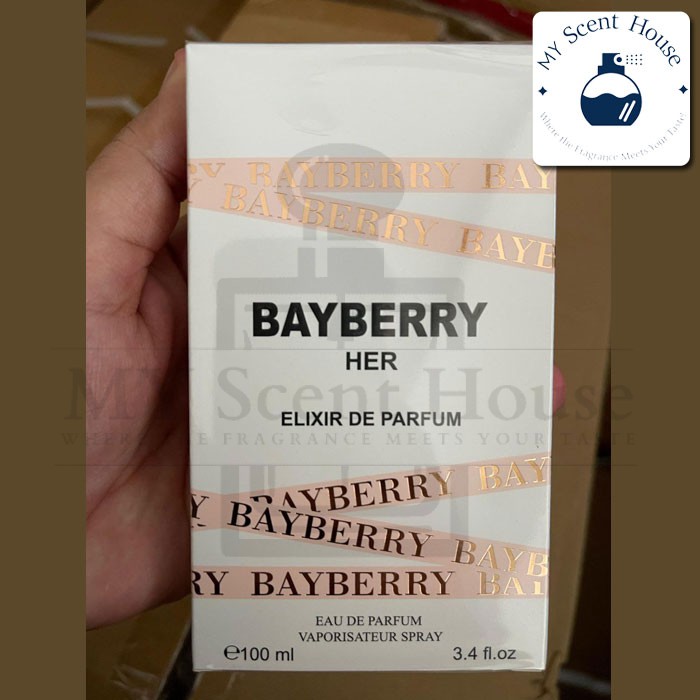 MY Scent House
Where the Fragrance Meets Your Taste!
BAYBERRY BAY
BAYBERRY BAYB
BAYBERRY
HER
MY Scent House
WHERE THE FRAGRANCE MEETS YOUR TASTE
ELIXIR DE PARFUM
BAYBERRY BAY
BAYBERRY BAYB
RY BAYBERRY BAY
EAU DE PARFUM
VAPORISATEUR SPRAY
℮100 ml 3.4 fl.oz